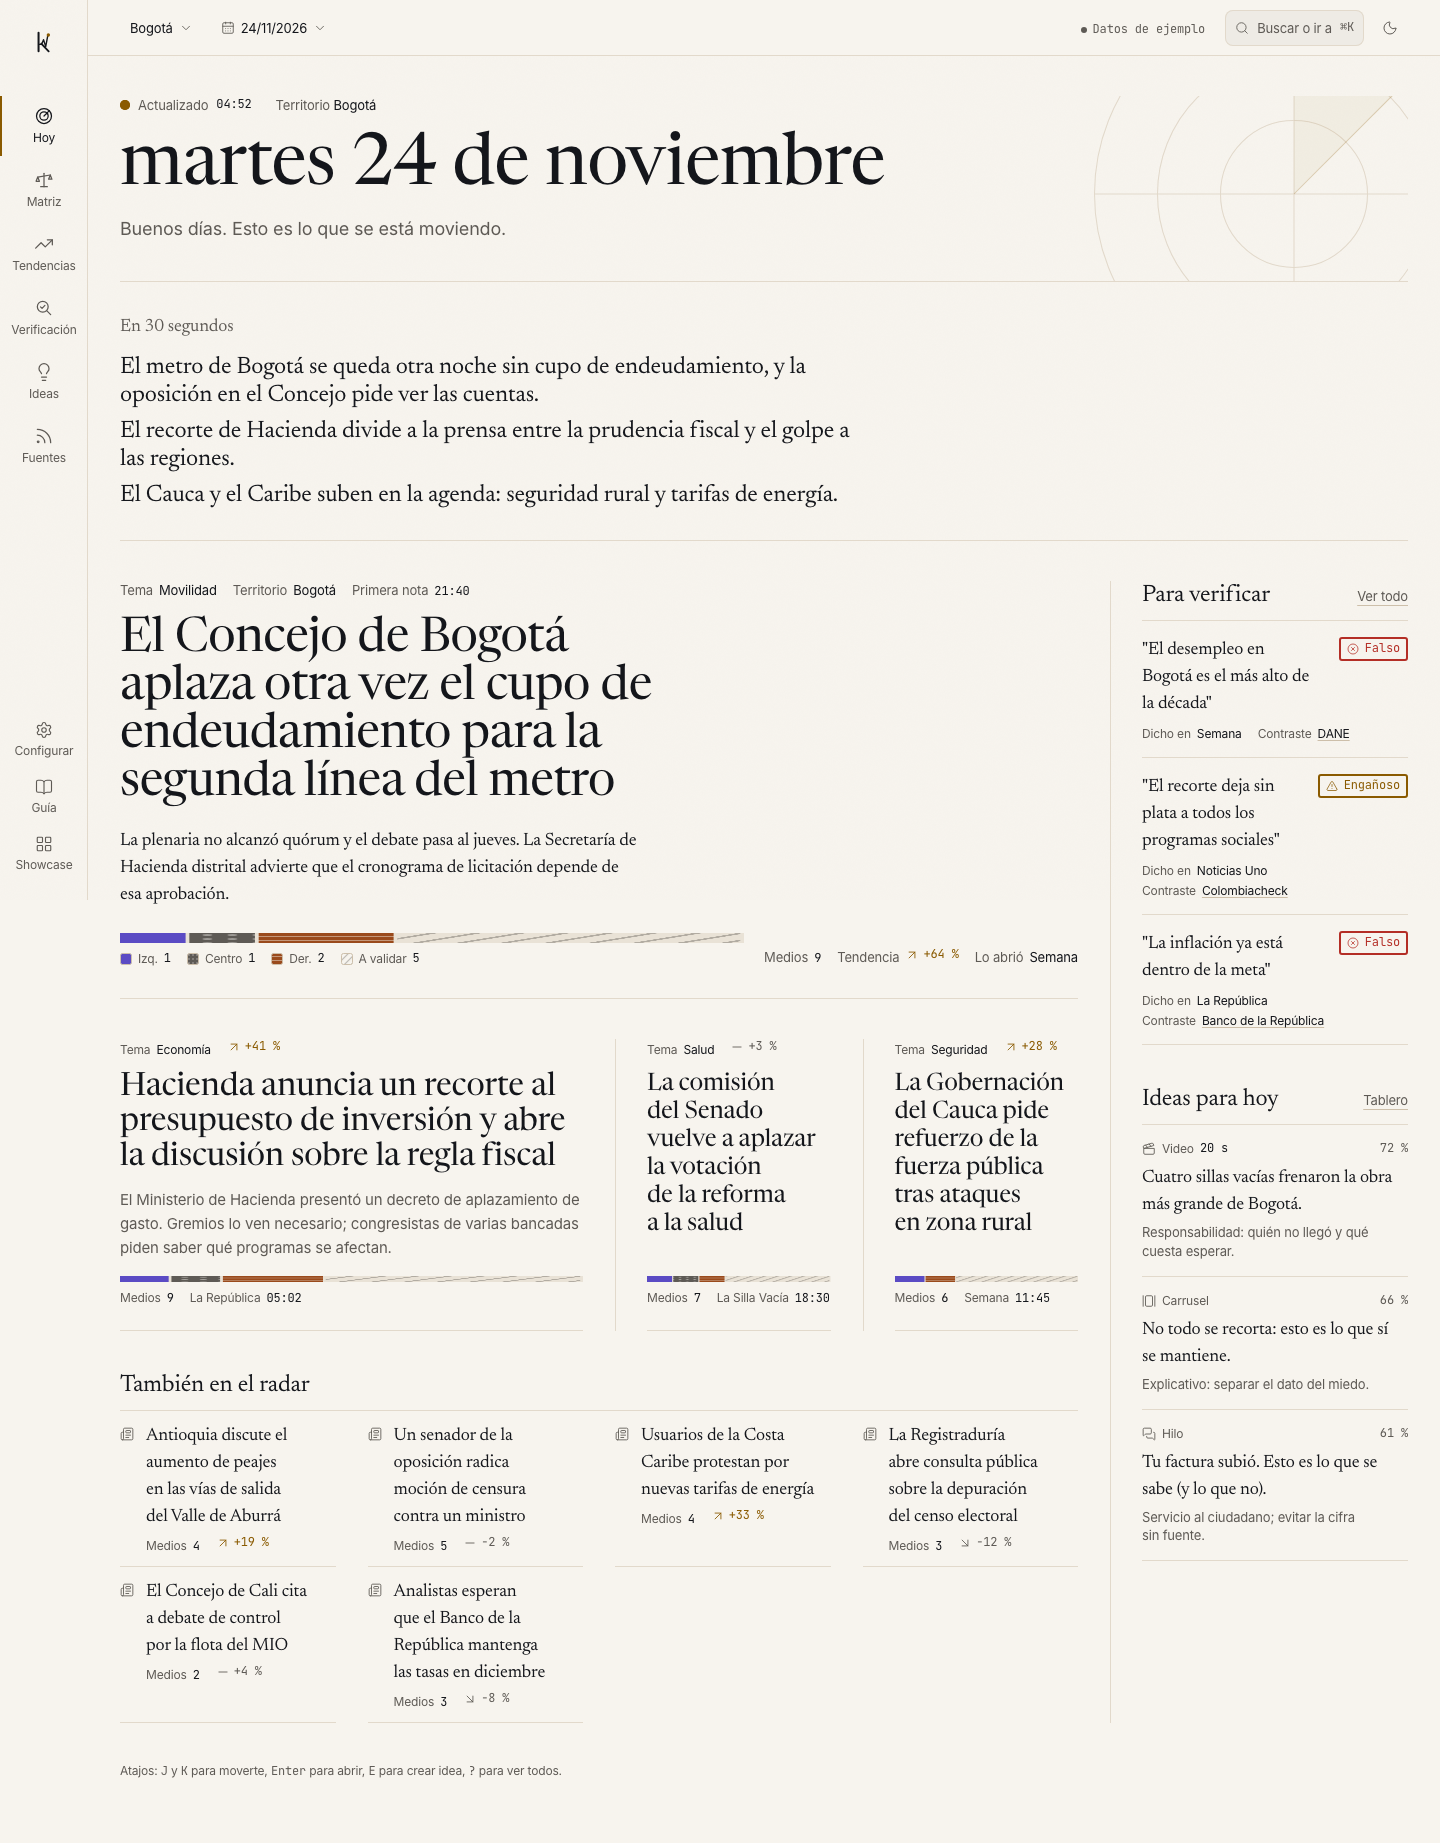 Bogotá
24/11/2026
Datos de ejemplo
Buscar o ir a ⌘K
Hoy
Matriz
Tendencias
Verificación
Ideas
Fuentes
Configurar
Guía
Showcase
Actualizado 04:52 Territorio Bogotá
martes 24 de noviembre
Buenos días. Esto es lo que se está moviendo.
En 30 segundos
El metro de Bogotá se queda otra noche sin cupo de endeudamiento, y la
oposición en el Concejo pide ver las cuentas.
El recorte de Hacienda divide a la prensa entre la prudencia fiscal y el golpe a
las regiones.
El Cauca y el Caribe suben en la agenda: seguridad rural y tarifas de energía.
Tema Movilidad Territorio Bogotá Primera nota 21:40
El Concejo de Bogotá
aplaza otra vez el cupo de
endeudamiento para la
segunda línea del metro
La plenaria no alcanzó quórum y el debate pasa al jueves. La Secretaría de
Hacienda distrital advierte que el cronograma de licitación depende de
esa aprobación.
Izq. 1 Centro 1 Der. 2 A validar 5
Medios 9 Tendencia +64 % Lo abrió Semana
Tema Economía +41 %
Hacienda anuncia un recorte al
presupuesto de inversión y abre
la discusión sobre la regla fiscal
El Ministerio de Hacienda presentó un decreto de aplazamiento de
gasto. Gremios lo ven necesario; congresistas de varias bancadas
piden saber qué programas se afectan.
Medios 9 La República 05:02
Tema Salud — +3 %
La comisión
del Senado
vuelve a aplazar
la votación
de la reforma
a la salud
Medios 7 La Silla Vacía 18:30
Tema Seguridad +28 %
La Gobernación
del Cauca pide
refuerzo de la
fuerza pública
tras ataques
en zona rural
Medios 6 Semana 11:45
También en el radar
Antioquia discute el
aumento de peajes
en las vías de salida
del Valle de Aburrá
Medios 4 +19 %
Un senador de la
oposición radica
moción de censura
contra un ministro
Medios 5 — -2 %
Usuarios de la Costa
Caribe protestan por
nuevas tarifas de energía
Medios 4 +33 %
La Registraduría
abre consulta pública
sobre la depuración
del censo electoral
Medios 3 -12 %
El Concejo de Cali cita
a debate de control
por la flota del MIO
Medios 2 — +4 %
Analistas esperan
que el Banco de la
República mantenga
las tasas en diciembre
Medios 3 -8 %
Para verificar Ver todo
"El desempleo en
Bogotá es el más alto de
la década"
Falso
Dicho en Semana Contraste DANE
"El recorte deja sin
plata a todos los
programas sociales"
Engañoso
Dicho en Noticias Uno
Contraste Colombiacheck
"La inflación ya está
dentro de la meta"
Falso
Dicho en La República
Contraste Banco de la República
Ideas para hoy Tablero
Video 20 s 72 %
Cuatro sillas vacías frenaron la obra
más grande de Bogotá.
Responsabilidad: quién no llegó y qué
cuesta esperar.
Carrusel 66 %
No todo se recorta: esto es lo que sí
se mantiene.
Explicativo: separar el dato del miedo.
Hilo 61 %
Tu factura subió. Esto es lo que se
sabe (y lo que no).
Servicio al ciudadano; evitar la cifra
sin fuente.
Atajos: J y K para moverte, Enter para abrir, E para crear idea, ? para ver todos.